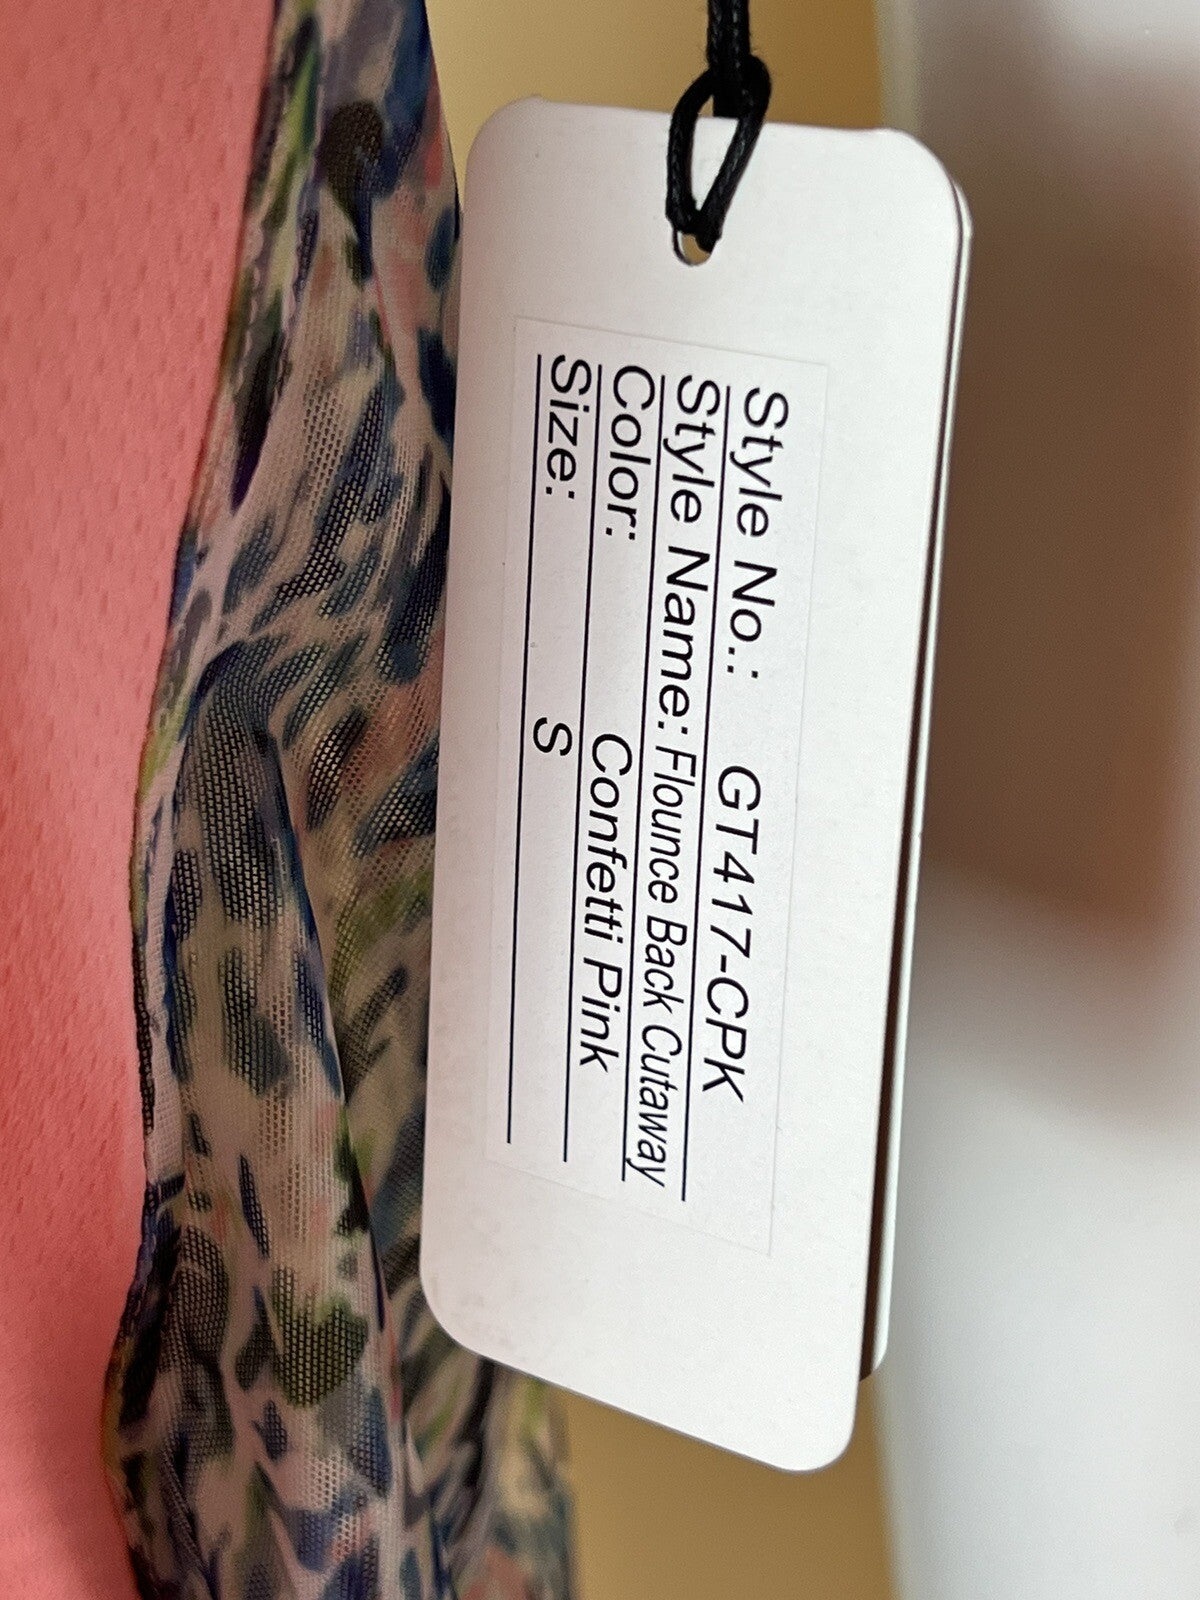 Style No.: GT417-CPK
Style Name: Flounce Back Cutaway
Color: Confetti Pink
Size: S